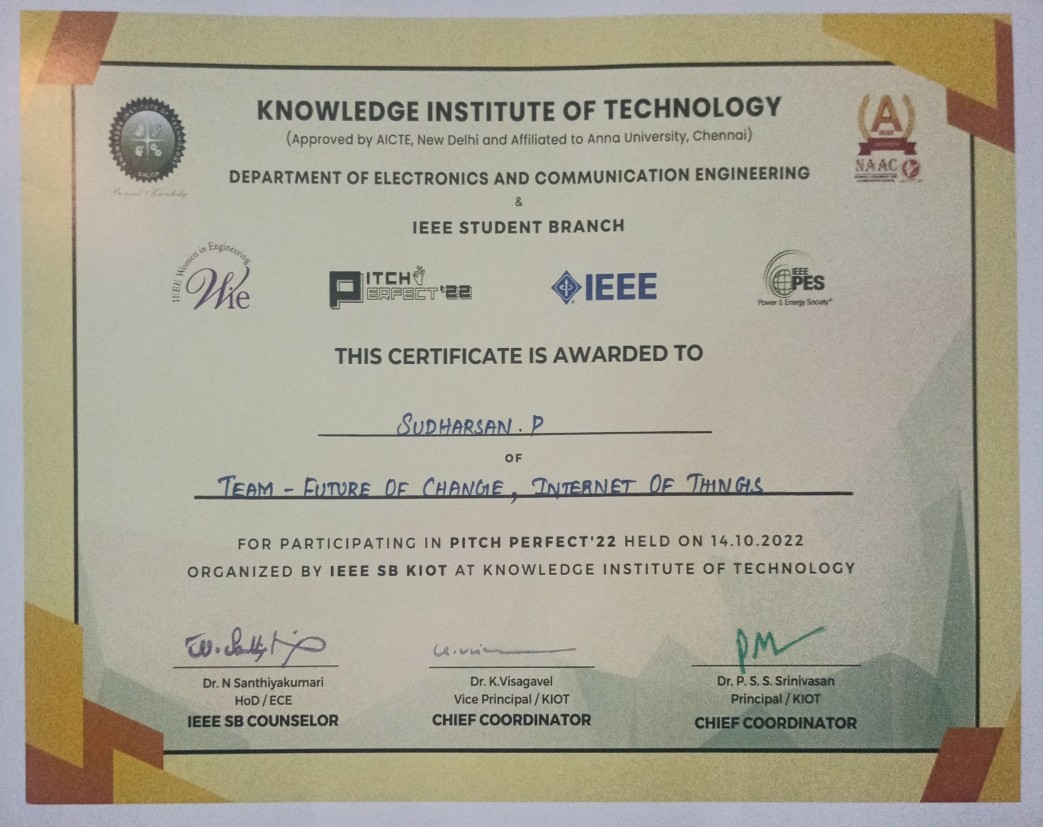 KNOWLEDGE INSTITUTE OF TECHNOLOGY
(Approved by AICTE, New Delhi and Affiliated to Anna University, Chennai)
DEPARTMENT OF ELECTRONICS AND COMMUNICATION ENGINEERING
&
IEEE STUDENT BRANCH
A
NAAC
IEEE Women in Engineering
Wie
PITCH
PERFECT'22
IEEE
IEEE
PES
Power & Energy Society®
THIS CERTIFICATE IS AWARDED TO
SUDHARSAN. P
OF
TEAM - FUTURE OF CHANGE, INTERNET OF THINGS
FOR PARTICIPATING IN PITCH PERFECT'22 HELD ON 14.10.2022
ORGANIZED BY IEEE SB KIOT AT KNOWLEDGE INSTITUTE OF TECHNOLOGY
Dr. N Santhiyakumari
HoD / ECE
IEEE SB COUNSELOR
Dr. K.Visagavel
Vice Principal / KIOT
CHIEF COORDINATOR
Dr. P. S. S. Srinivasan
Principal / KIOT
CHIEF COORDINATOR